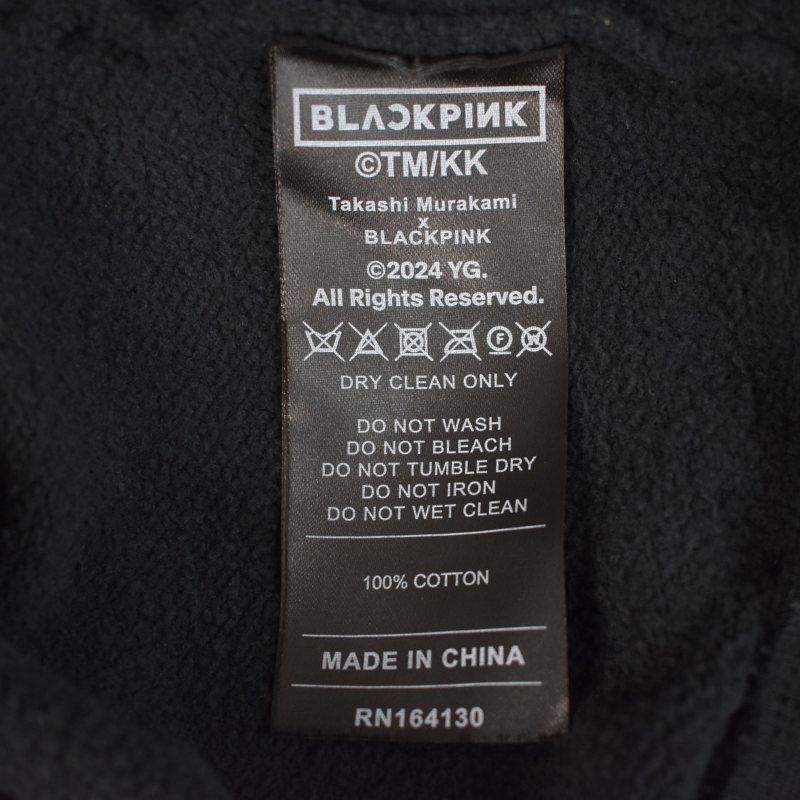 BLACKPINK
©TM/KK
Takashi Murakami
x
BLACKPINK
©2024 YG.
All Rights Reserved.
F W
DRY CLEAN ONLY
DO NOT WASH
DO NOT BLEACH
DO NOT TUMBLE DRY
DO NOT IRON
DO NOT WET CLEAN
100% COTTON
MADE IN CHINA
RN164130